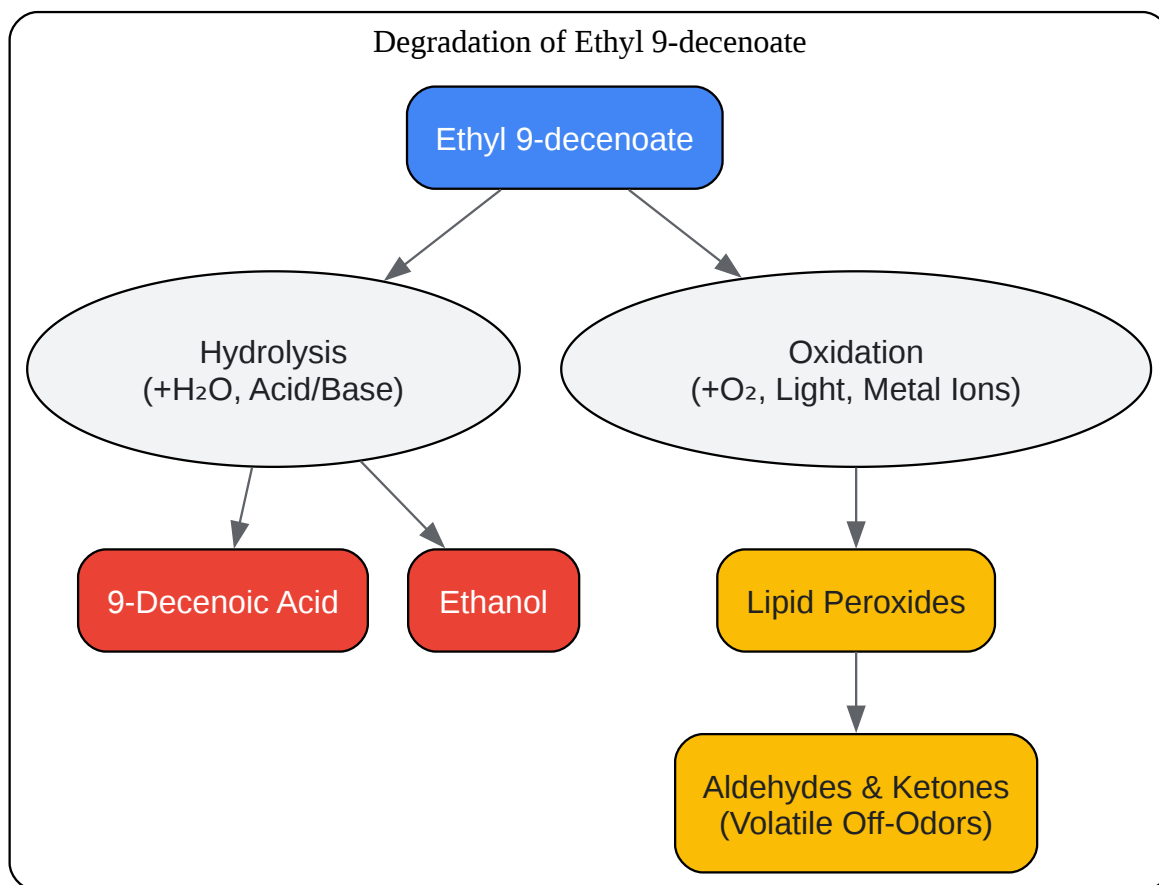 Degradation of Ethyl 9-decenoate
Ethyl 9-decenoate
Hydrolysis
(+H₂O, Acid/Base)
Oxidation
(+O₂, Light, Metal Ions)
9-Decenoic Acid
Ethanol
Lipid Peroxides
Aldehydes & Ketones
(Volatile Off-Odors)